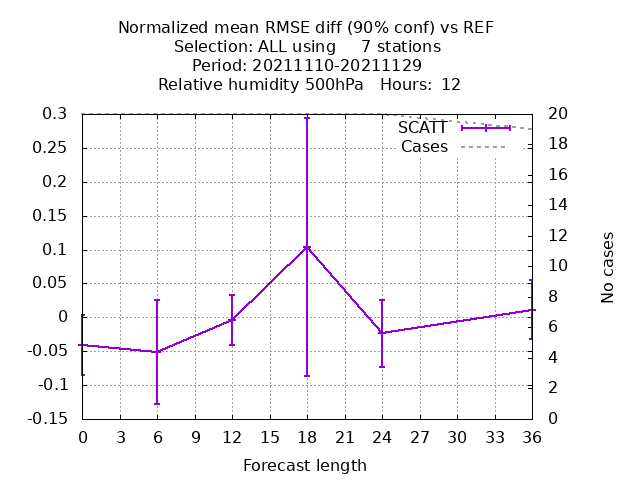 Normalized mean RMSE diff (90% conf) vs REF
Selection: ALL using     7 stations
Period: 20211110-20211129
Relative humidity 500hPa   Hours:  12
SCATT
Cases
0.3
0.25
0.2
0.15
0.1
0.05
0
-0.05
-0.1
-0.15
20
18
16
14
12
10
8
6
4
2
0
No cases
0 3 6 9 12 15 18 21 24 27 30 33 36
Forecast length